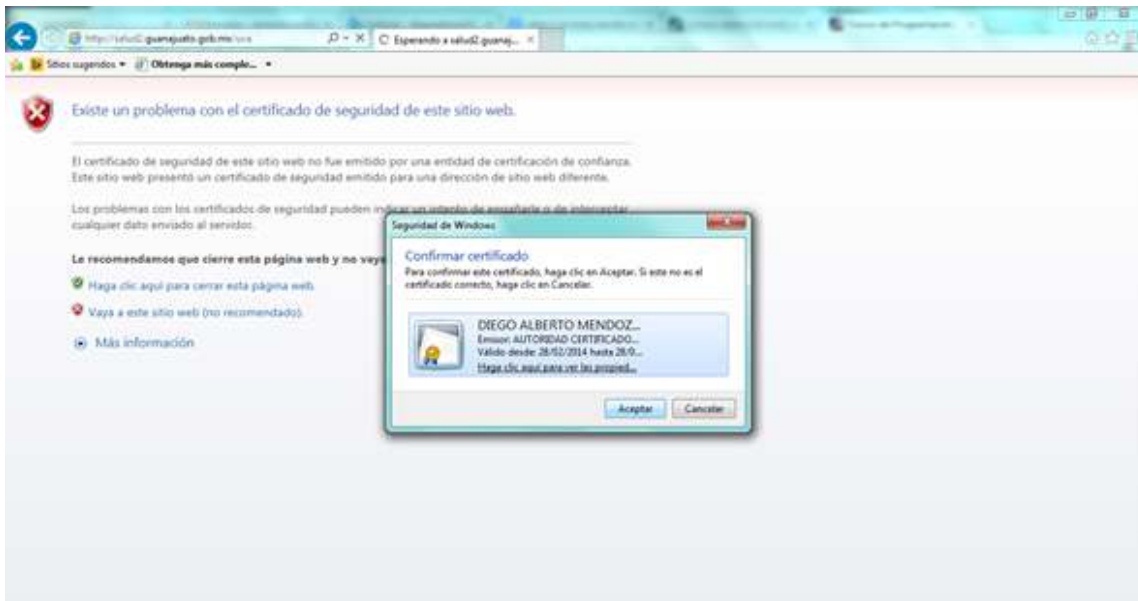 guanajuato.gob.mx
Esperando a salud2.guanaj...
Sitios sugeridos
Obtenga más comple...
Existe un problema con el certificado de seguridad de este sitio web.
El certificado de seguridad de este sitio web no fue emitido por una entidad de certificación de confianza.
Este sitio web presentó un certificado de seguridad emitido para una dirección de sitio web diferente.
Los problemas con los certificados de seguridad pueden indicar un intento de engañarle o de interceptar
cualquier dato enviado al servidor.
Le recomendamos que cierre esta página web y no vaya
Haga clic aquí para cerrar esta página web.
Vaya a este sitio web (no recomendado).
Más información
Seguridad de Windows
Confirmar certificado
Para confirmar este certificado, haga clic en Aceptar. Si este no es el
certificado correcto, haga clic en Cancelar.
DIEGO ALBERTO MENDOZ...
Emisor: AUTORIDAD CERTIFICADO...
Válido desde: 28/02/2014 hasta 28/0...
Haga clic aquí para ver las propied...
Aceptar
Cancelar